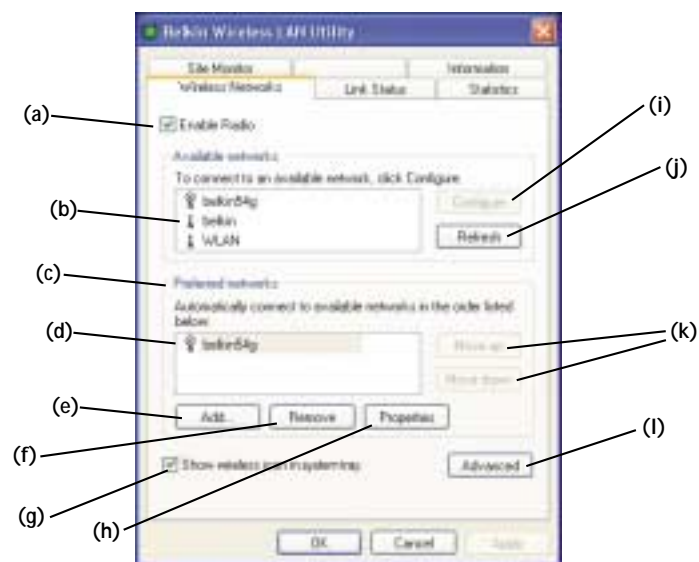 Belkin Wireless LAN Utility
Site Monitor Information
Wireless Networks Link Status Statistics
(a)
Enable Radio
(i)
Available networks
To connect to an available network, click Configure
(j)
belkin54g
Configure
(b)
belkin
WLAN
Refresh
(c)
Preferred networks
Automatically connect to available networks in the order listed
below
(k)
(d)
belkin54g
Move up
Move down
(e)
Add... Remove Properties
(f)
(l)
Show wireless icon in system tray
Advanced
(g)
(h)
OK Cancel Apply